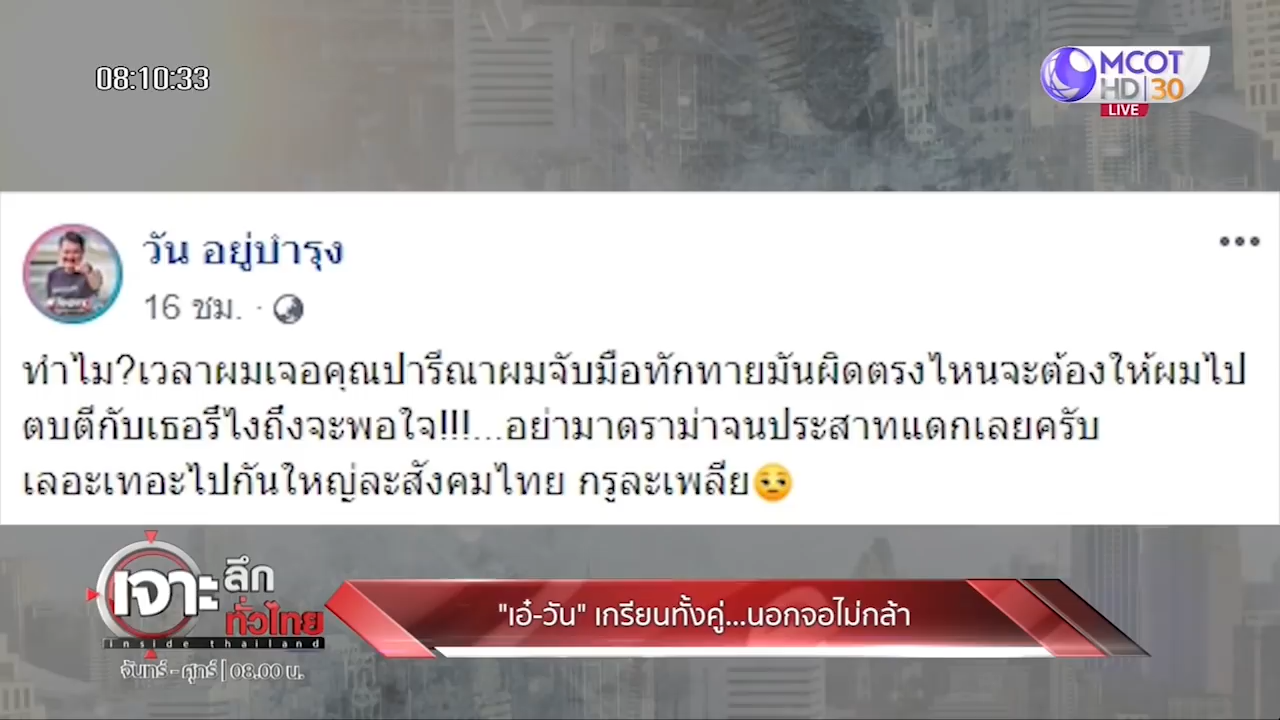 08:10:33
MCOT
HD 30
LIVE
วัน อยู่บำรุง
16 ชม. ·
ทำไม?เวลาผมเจอคุณปารีณาผมจับมือทักทายมันผิดตรงไหนจะต้องให้ผมไป
ตบตีกับเธอรึไงถึงจะพอใจ!!!...อย่ามาดราม่าจนประสาทแดกเลยครับ
เลอะเทอะไปกันใหญ่ละสังคมไทย กรูละเพลีย😒
เจาะลึก
ทั่วไทย
inside thailand
จันทร์-ศุกร์ | 08.00 น.
"เอ๋-วัน" เกรียนทั้งคู่...นอกจอไม่กล้า